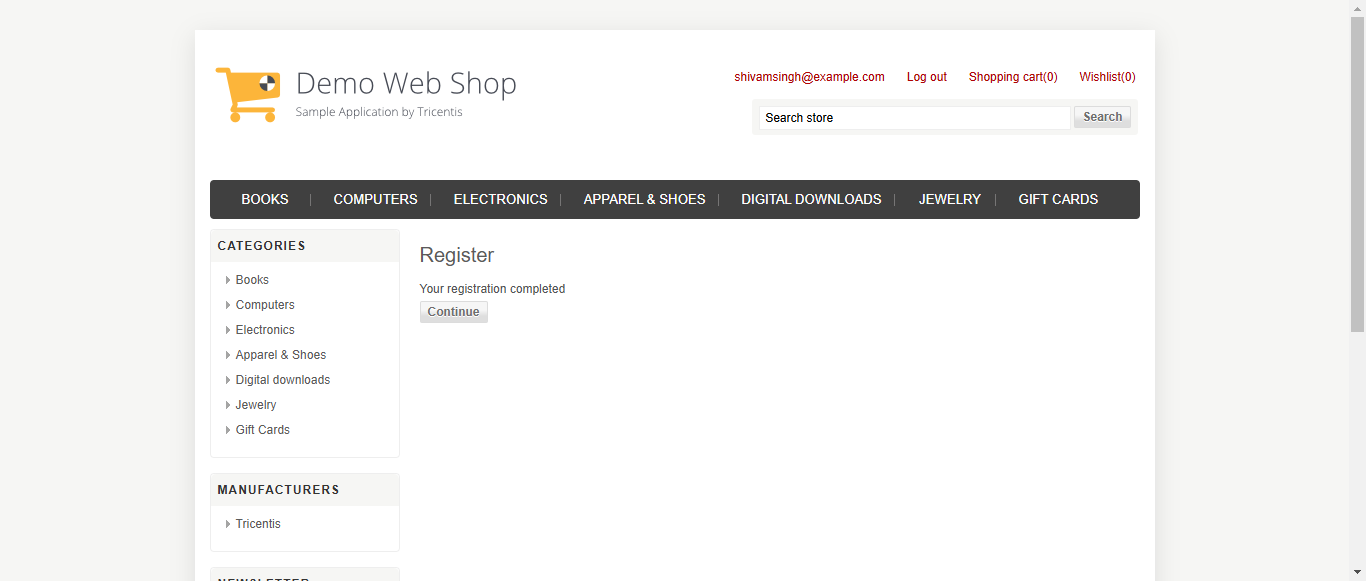 Demo Web Shop
Sample Application by Tricentis
shivamsingh@example.com Log out Shopping cart(0) Wishlist(0)
Search store Search
BOOKS COMPUTERS ELECTRONICS APPAREL & SHOES DIGITAL DOWNLOADS JEWELRY GIFT CARDS
CATEGORIES
Books
Computers
Electronics
Apparel & Shoes
Digital downloads
Jewelry
Gift Cards
MANUFACTURERS
Tricentis
NEWSLETTER
Register
Your registration completed
Continue